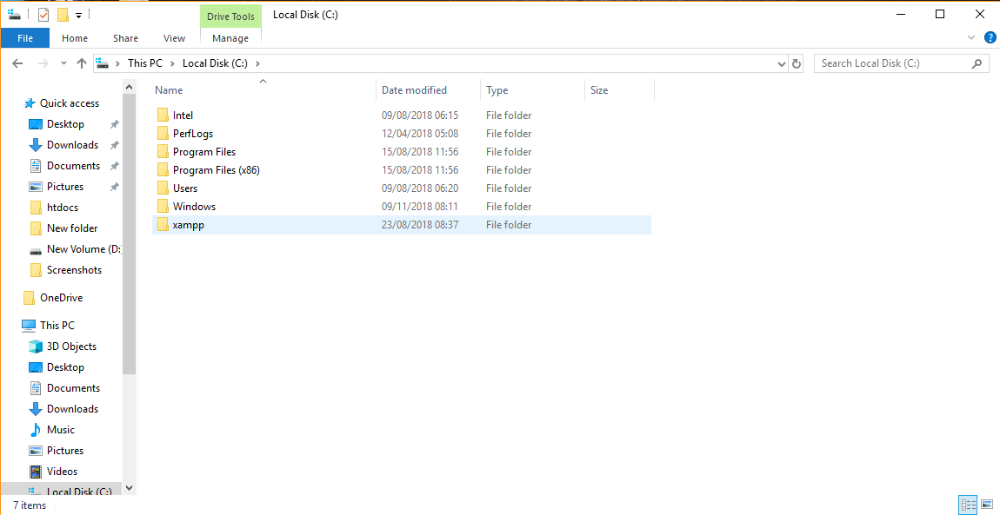 Drive Tools
Local Disk (C:)
File Home Share View Manage
This PC Local Disk (C:)
Search Local Disk (C:)
Quick access
Desktop
Downloads
Documents
Pictures
htdocs
New folder
New Volume (D:
Screenshots
OneDrive
This PC
3D Objects
Desktop
Documents
Downloads
Music
Pictures
Videos
Local Disk (C:)
Name Date modified Type Size
Intel 09/08/2018 06:15 File folder
PerfLogs 12/04/2018 05:08 File folder
Program Files 15/08/2018 11:56 File folder
Program Files (x86) 15/08/2018 11:56 File folder
Users 09/08/2018 06:20 File folder
Windows 09/11/2018 08:11 File folder
xampp 23/08/2018 08:37 File folder
7 items